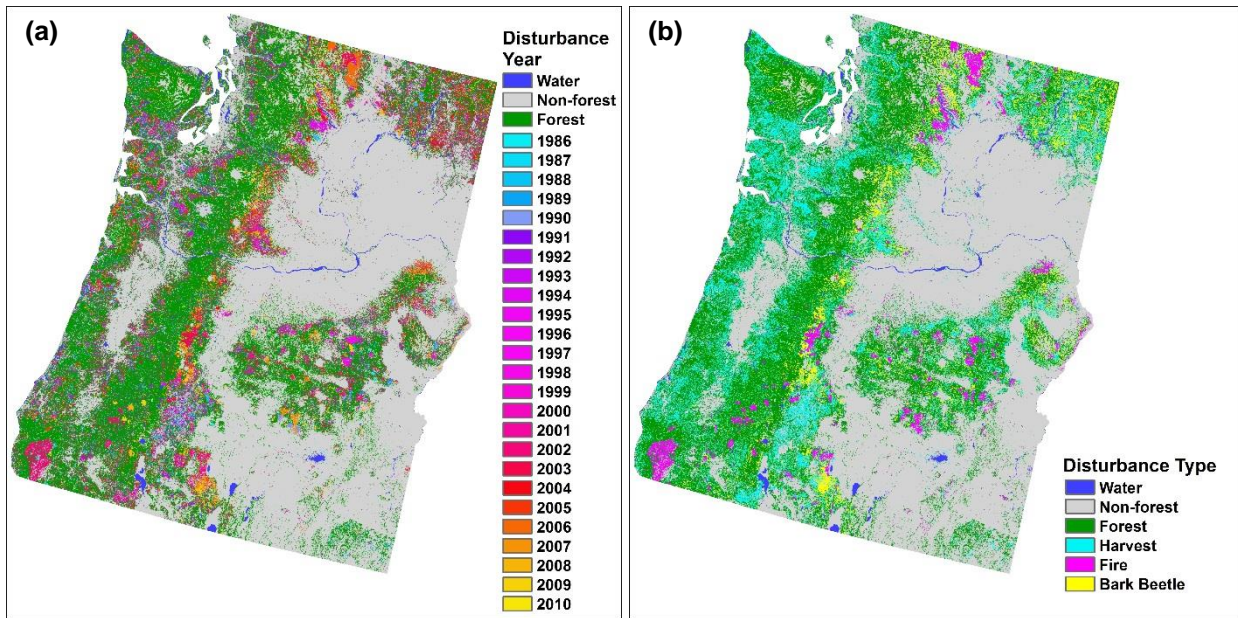 (a)
Disturbance
Year
Water
Non-forest
Forest
1986
1987
1988
1989
1990
1991
1992
1993
1994
1995
1996
1997
1998
1999
2000
2001
2002
2003
2004
2005
2006
2007
2008
2009
2010
(b)
Disturbance Type
Water
Non-forest
Forest
Harvest
Fire
Bark Beetle